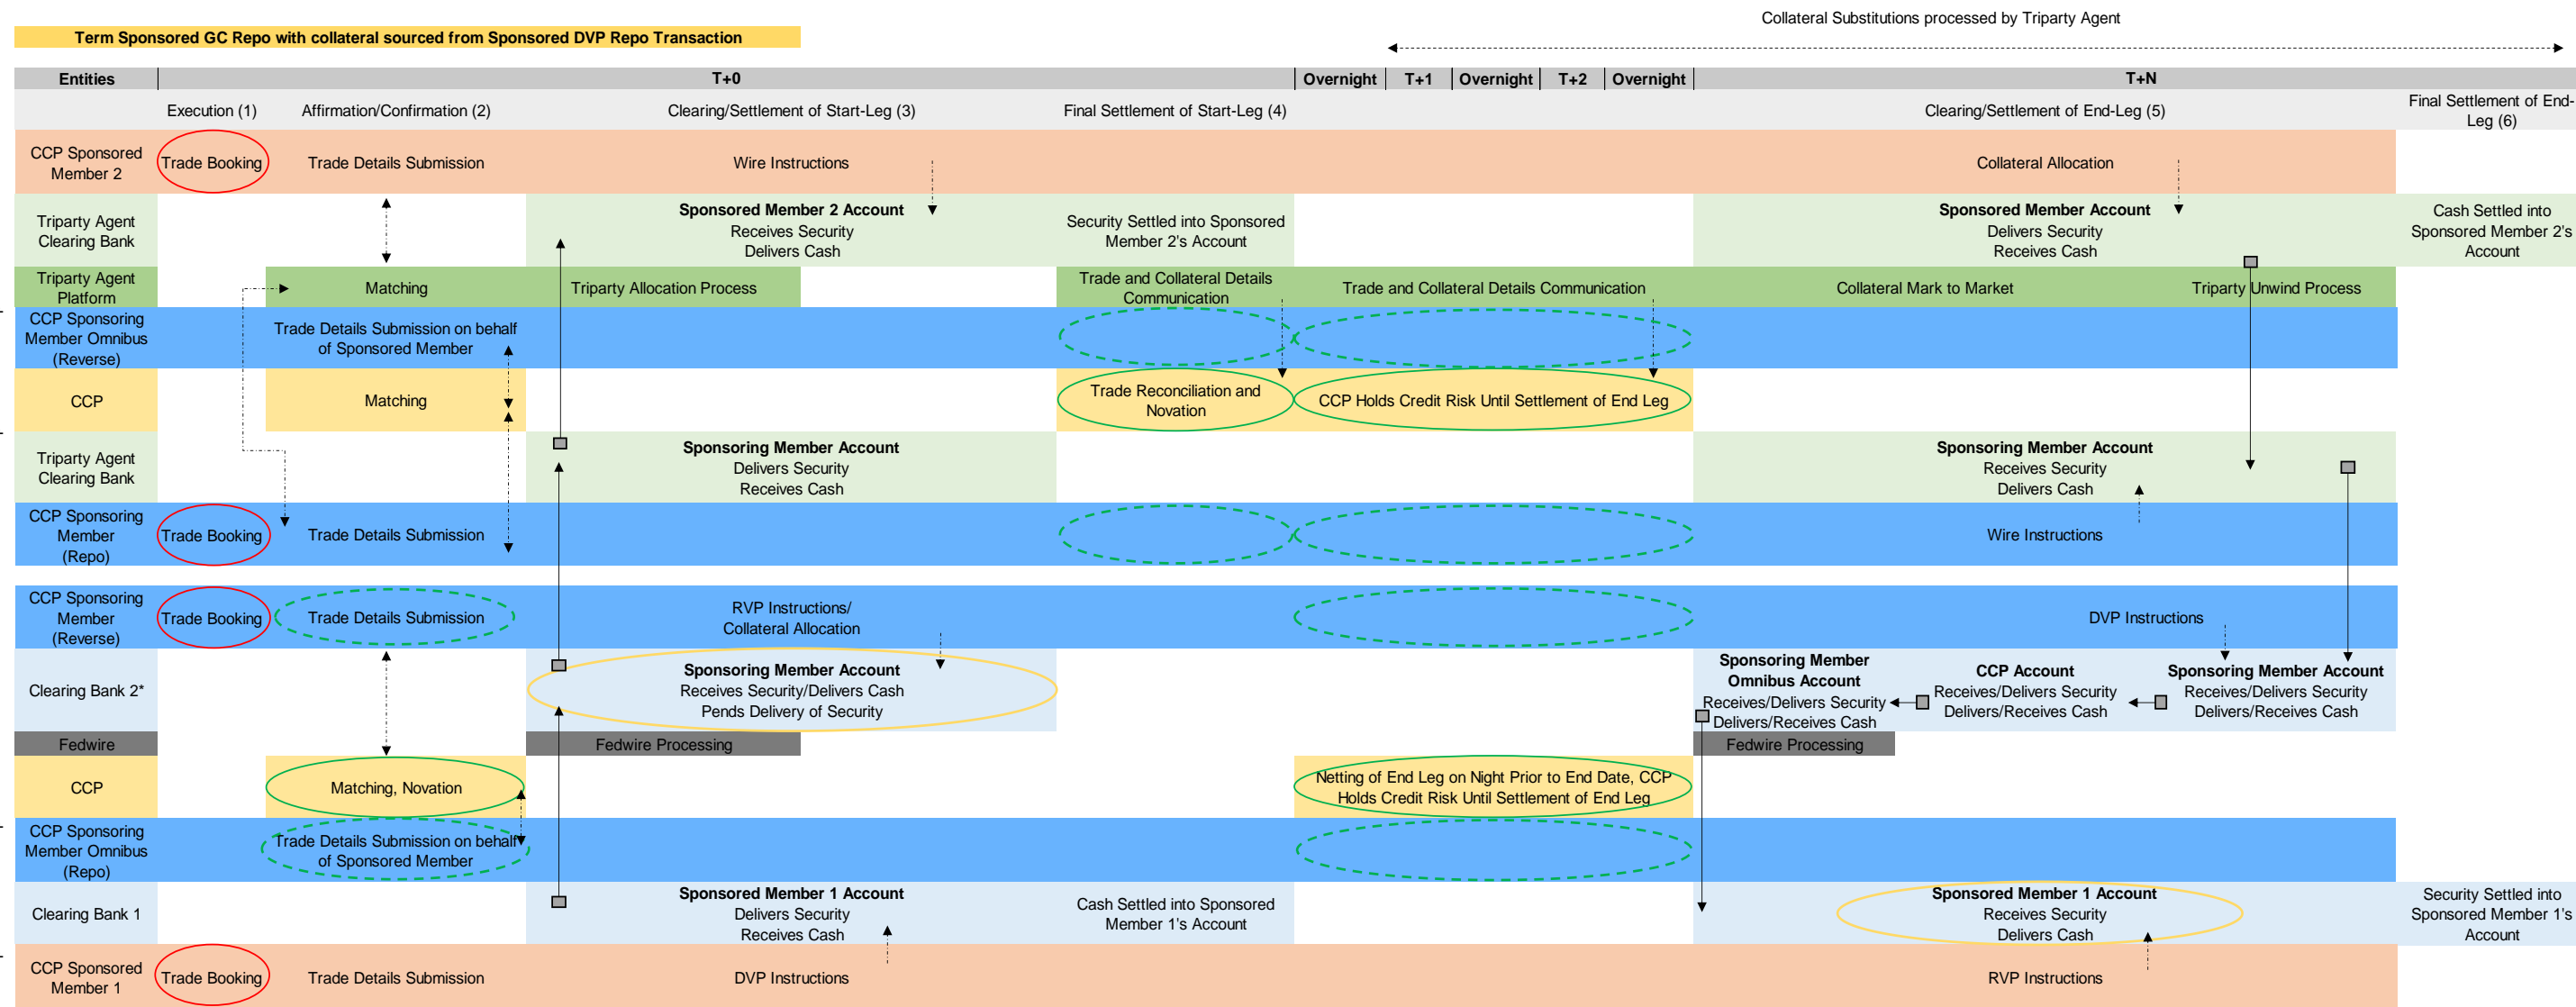 Collateral Substitutions processed by Triparty Agent
Term Sponsored GC Repo with collateral sourced from Sponsored DVP Repo Transaction
Entities
T+0
Overnight
T+1
Overnight
T+2
Overnight
T+N
Execution (1)
Affirmation/Confirmation (2)
Clearing/Settlement of Start-Leg (3)
Final Settlement of Start-Leg (4)
Clearing/Settlement of End-Leg (5)
Final Settlement of End-
Leg (6)
CCP Sponsored
Member 2
Trade Booking
Trade Details Submission
Wire Instructions
Collateral Allocation
Triparty Agent
Clearing Bank
Sponsored Member 2 Account
Receives Security
Delivers Cash
Security Settled into Sponsored
Member 2's Account
Sponsored Member Account
Delivers Security
Receives Cash
Cash Settled into
Sponsored Member 2's
Account
Triparty Agent
Platform
Matching
Triparty Allocation Process
Trade and Collateral Details
Communication
Trade and Collateral Details Communication
Collateral Mark to Market
Triparty Unwind Process
CCP Sponsoring
Member Omnibus
(Reverse)
Trade Details Submission on behalf
of Sponsored Member
CCP
Matching
Trade Reconciliation and
Novation
CCP Holds Credit Risk Until Settlement of End Leg
Triparty Agent
Clearing Bank
Sponsoring Member Account
Delivers Security
Receives Cash
Sponsoring Member Account
Receives Security
Delivers Cash
CCP Sponsoring
Member
(Repo)
Trade Booking
Trade Details Submission
Wire Instructions
CCP Sponsoring
Member
(Reverse)
Trade Booking
Trade Details Submission
RVP Instructions/
Collateral Allocation
DVP Instructions
Clearing Bank 2*
Sponsoring Member Account
Receives Security/Delivers Cash
Pends Delivery of Security
Sponsoring Member
Omnibus Account
Receives/Delivers Security
Delivers/Receives Cash
CCP Account
Receives/Delivers Security
Delivers/Receives Cash
Sponsoring Member Account
Receives/Delivers Security
Delivers/Receives Cash
Fedwire
Fedwire Processing
Fedwire Processing
CCP
Matching, Novation
Netting of End Leg on Night Prior to End Date, CCP
Holds Credit Risk Until Settlement of End Leg
CCP Sponsoring
Member Omnibus
(Repo)
Trade Details Submission on behalf
of Sponsored Member
Clearing Bank 1
Sponsored Member 1 Account
Delivers Security
Receives Cash
Cash Settled into Sponsored
Member 1's Account
Sponsored Member 1 Account
Receives Security
Delivers Cash
Security Settled into
Sponsored Member 1's
Account
CCP Sponsored
Member 1
Trade Booking
Trade Details Submission
DVP Instructions
RVP Instructions